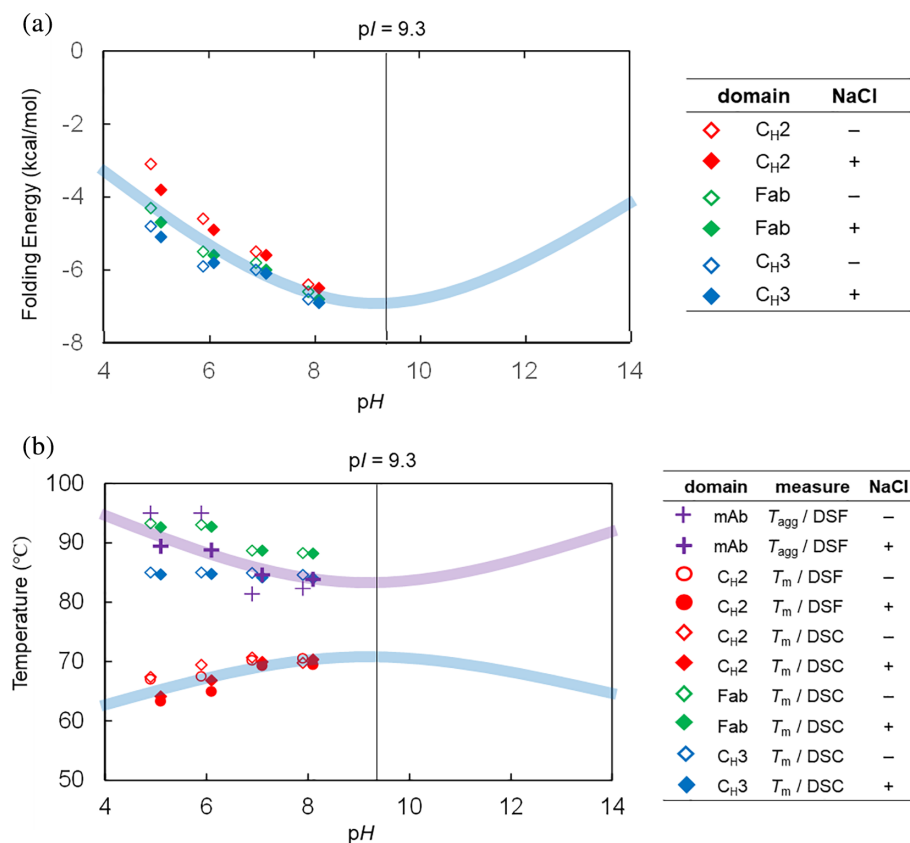 (a)
pI = 9.3
0
-2
-4
-6
-8
Folding Energy (kcal/mol)
4 6 8 10 12 14
pH
domain NaCl
CH2 –
CH2 +
Fab –
Fab +
CH3 –
CH3 +
(b)
pI = 9.3
100
90
80
70
60
50
Temperature (℃)
4 6 8 10 12 14
pH
domain measure NaCl
mAb Tagg / DSF –
mAb Tagg / DSF +
CH2 Tm / DSF –
CH2 Tm / DSF +
CH2 Tm / DSC –
CH2 Tm / DSC +
Fab Tm / DSC –
Fab Tm / DSC +
CH3 Tm / DSC –
CH3 Tm / DSC +